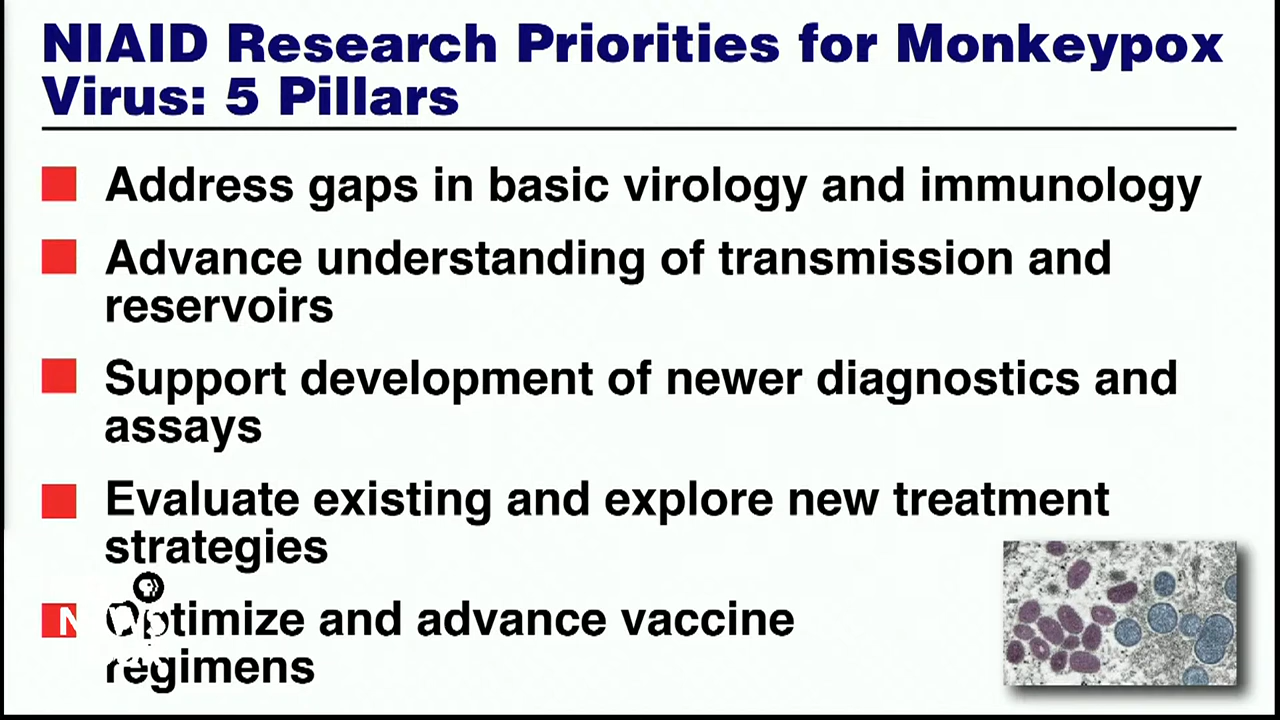 NIAID Research Priorities for Monkeypox
Virus: 5 Pillars
Address gaps in basic virology and immunology
Advance understanding of transmission and
reservoirs
Support development of newer diagnostics and
assays
Evaluate existing and explore new treatment
strategies
Optimize and advance vaccine
regimens